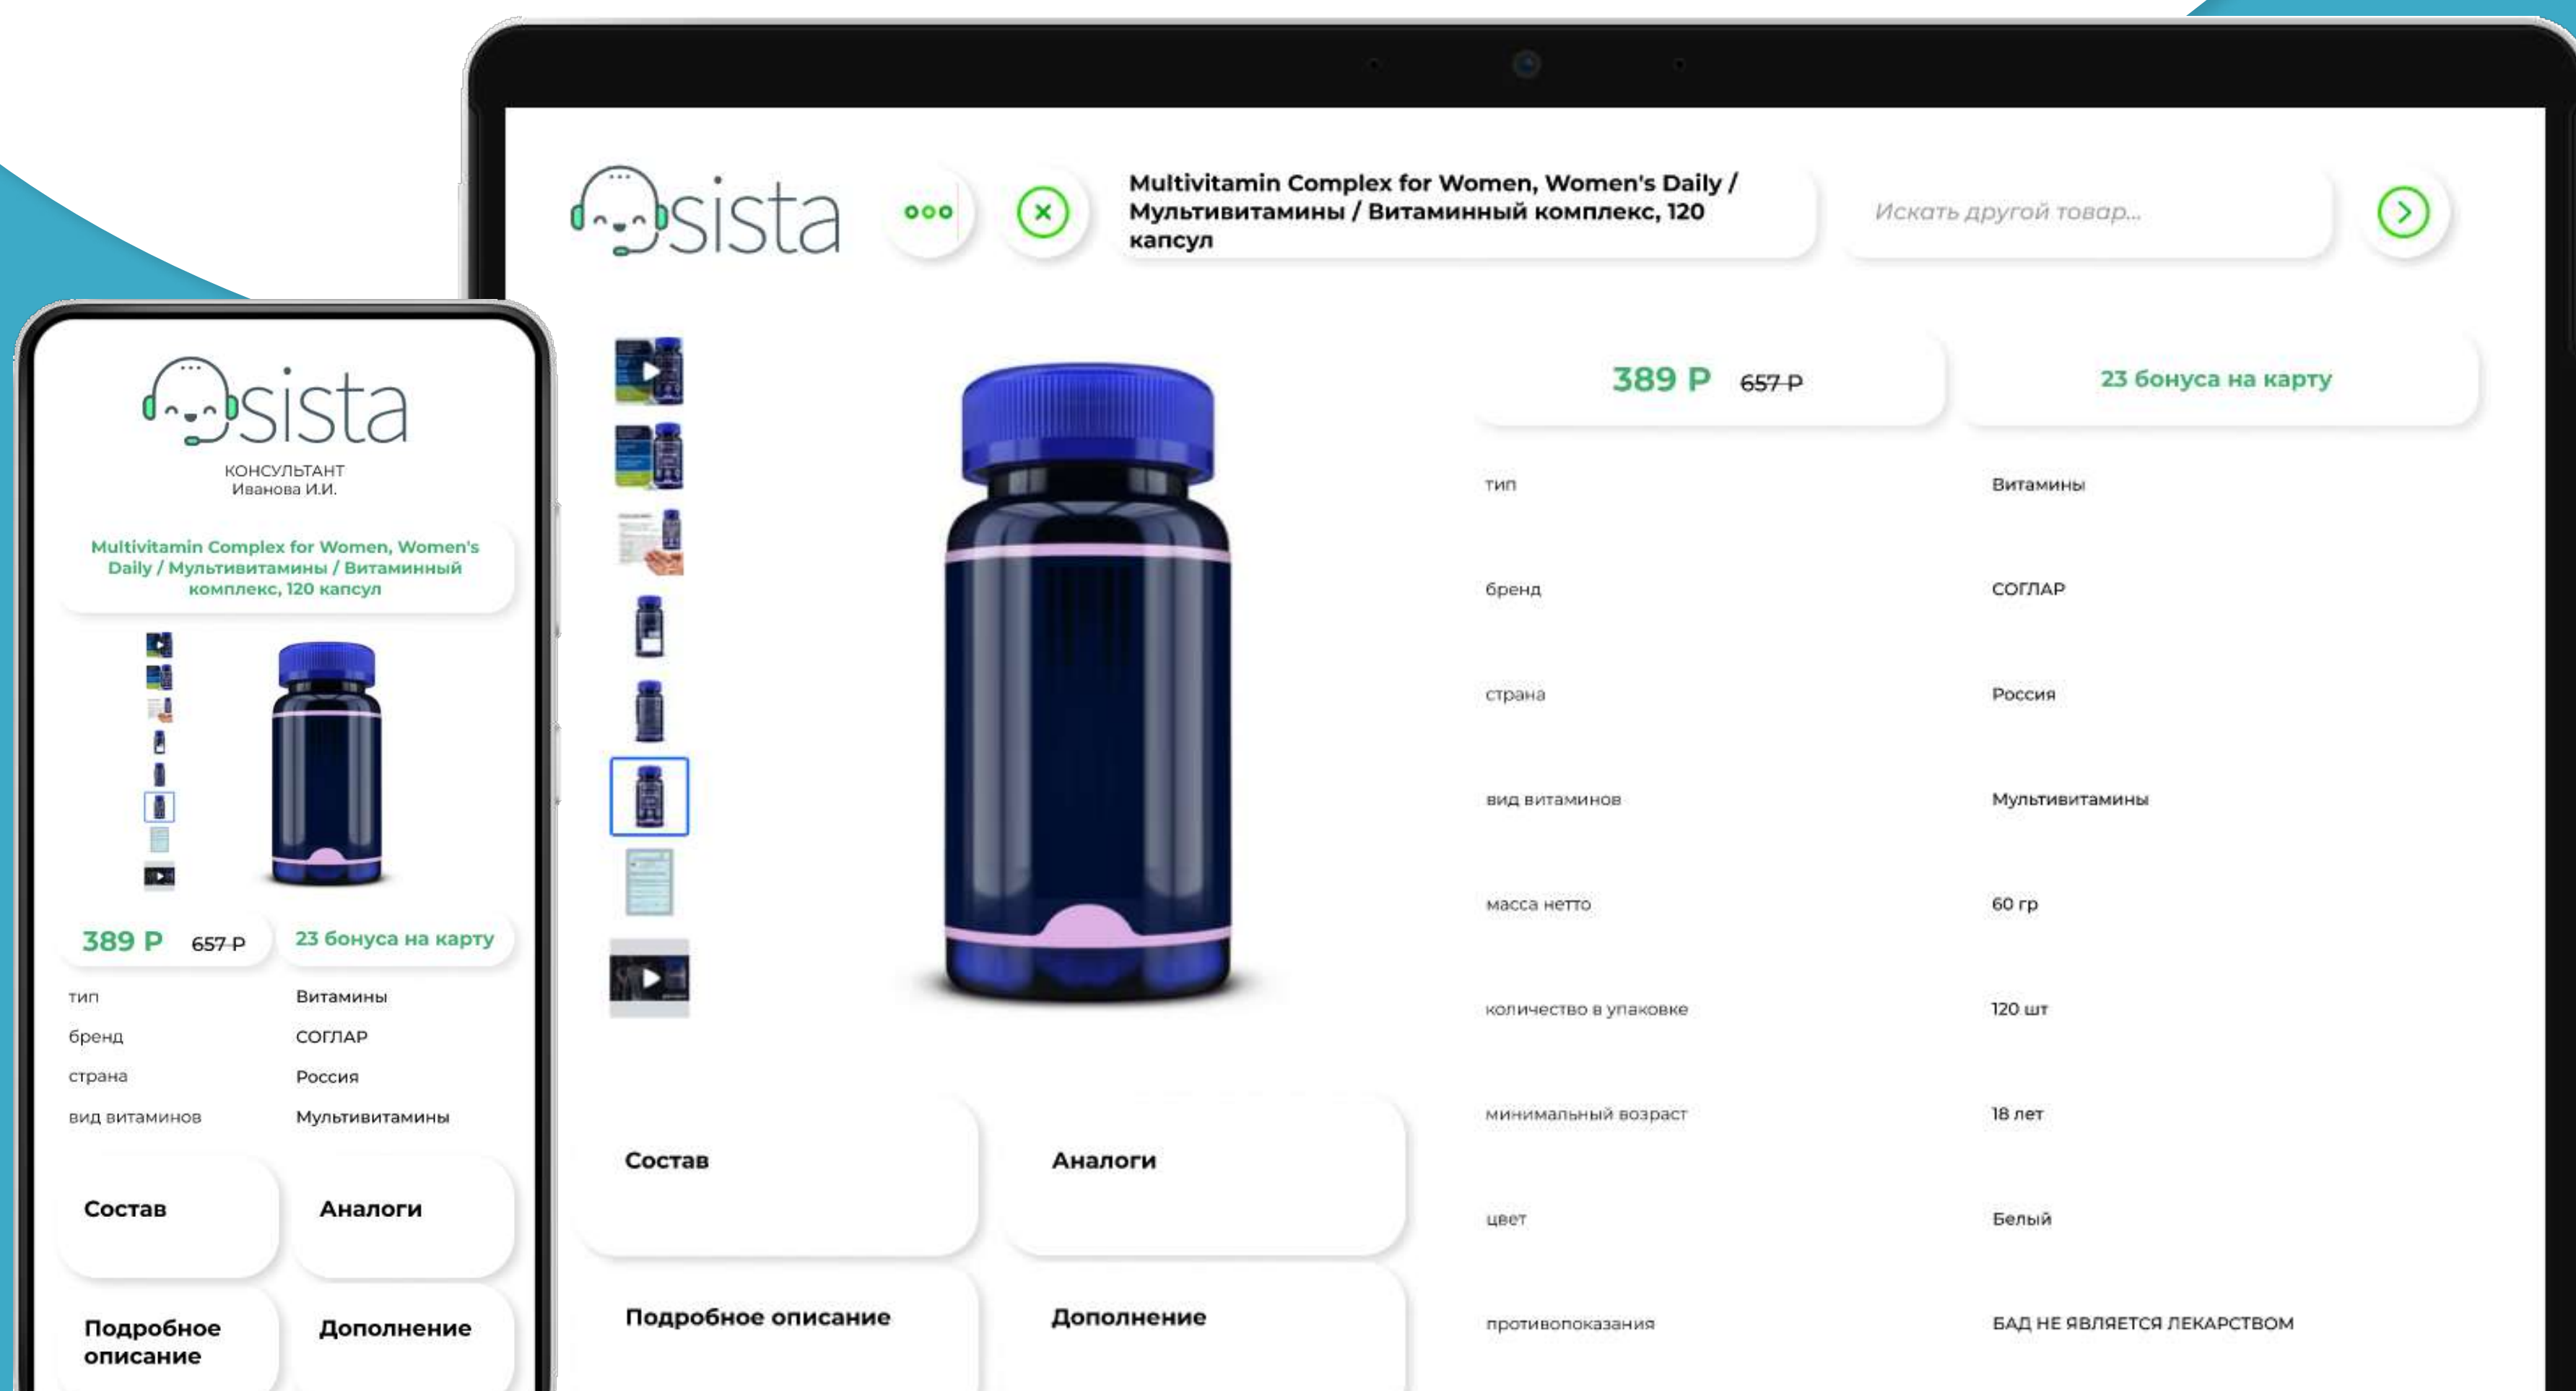 sista
Multivitamin Complex for Women, Women's Daily /
Мультивитамины / Витаминный комплекс, 120
капсул
Искать другой товар...
389 Р 657 Р
23 бонуса на карту
тип Витамины
бренд СОГЛАР
страна Россия
вид витаминов Мультивитамины
масса нетто 60 гр
количество в упаковке 120 шт
минимальный возраст 18 лет
цвет Белый
противопоказания БАД НЕ ЯВЛЯЕТСЯ ЛЕКАРСТВОМ
Состав
Аналоги
Подробное описание
Дополнение
sista
КОНСУЛЬТАНТ
Иванова И.И.
Multivitamin Complex for Women, Women's
Daily / Мультивитамины / Витаминный
комплекс, 120 капсул
389 Р 657 Р
23 бонуса на карту
тип Витамины
бренд СОГЛАР
страна Россия
вид витаминов Мультивитамины
Состав
Аналоги
Подробное
описание
Дополнение